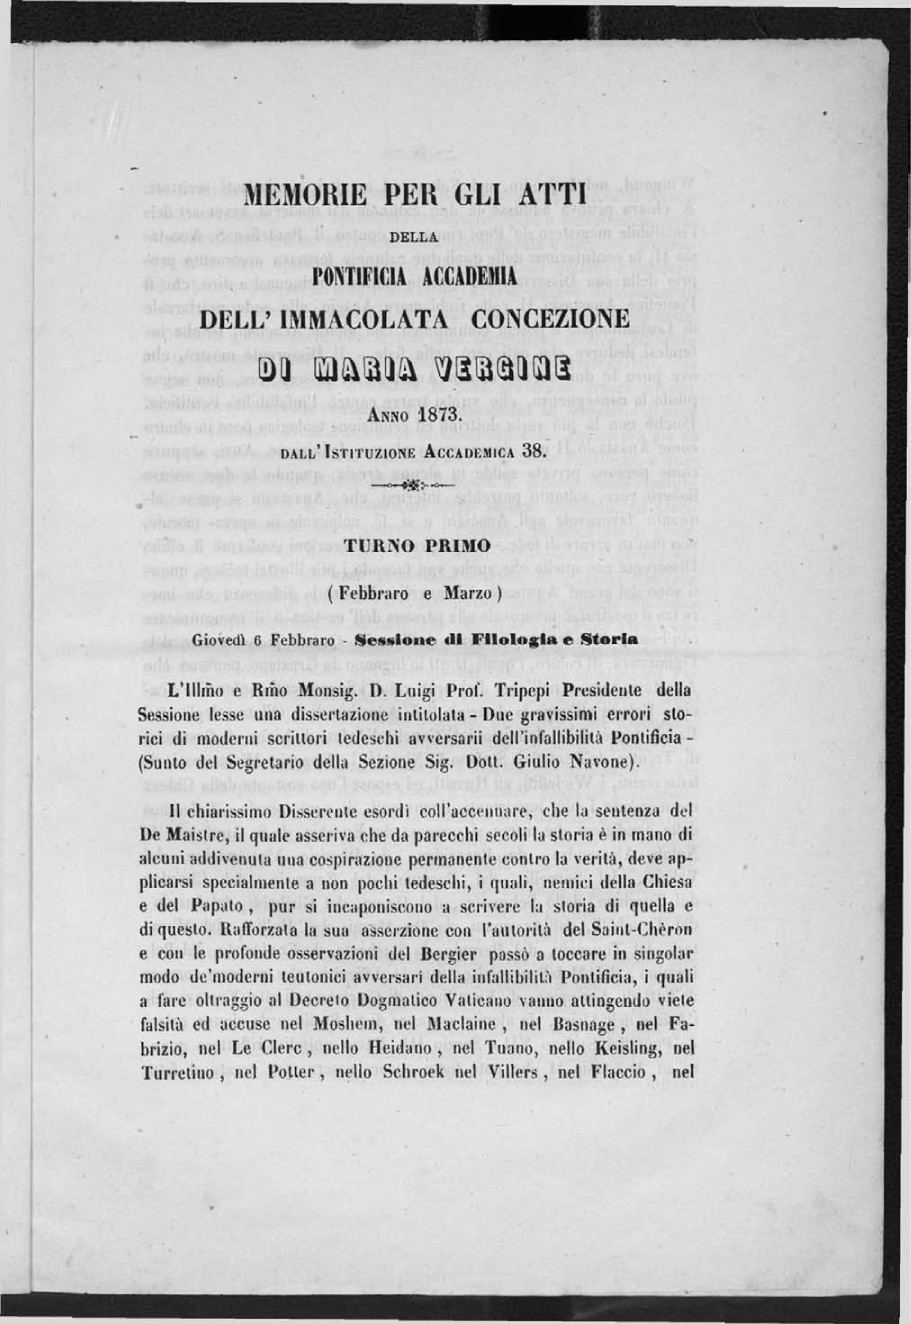 MEMORIE PER GLI ATTI
DELLA
PONTIFICIA ACCADEMIA
DELL' IMMACOLATA CONCEZIONE
DI MARIA VERGINE
ANNO 1873.
DALL'ISTITUZIONE ACCADEMICA 38.
TURNO PRIMO
( Febbraro e Marzo )
Giovedì 6 Febbraro - Sessione di Filologia e Storia
L'Illm̃o e Rm̃o Monsig. D. Luigi Prof. Tripepi Presidente della
Sessione lesse una dissertazione intitolata - Due gravissimi errori sto-
rici di moderni scrittori tedeschi avversarii dell'infallibilità Pontificia -
(Sunto del Segretario della Sezione Sig. Dott. Giulio Navone).
Il chiarissimo Disserente esordì coll'accennare, che la sentenza del
De Maistre, il quale asseriva che da parecchi secoli la storia è in mano di
alcuni addivenuta una cospirazione permanente contro la verità, deve ap-
plicarsi specialmente a non pochi tedeschi, i quali, nemici della Chiesa
e del Papato , pur si incaponiscono a scrivere la storia di quella e
di questo. Rafforzata la sua asserzione con l'autorità del Saint-Chèron
e con le profonde osservazioni del Bergier passò a toccare in singolar
modo de'moderni teutonici avversari della infallibilità Pontificia, i quali
a fare oltraggio al Decreto Dogmatico Vaticano vanno attingendo viete
falsità ed accuse nel Moshem, nel Maclaine , nel Basnage , nel Fa-
brizio, nel Le Clerc , nello Heidano , nel Tuano, nello Keisling, nel
Turretino , nel Potter , nello Schroek nel Villers , nel Flaccio , nel